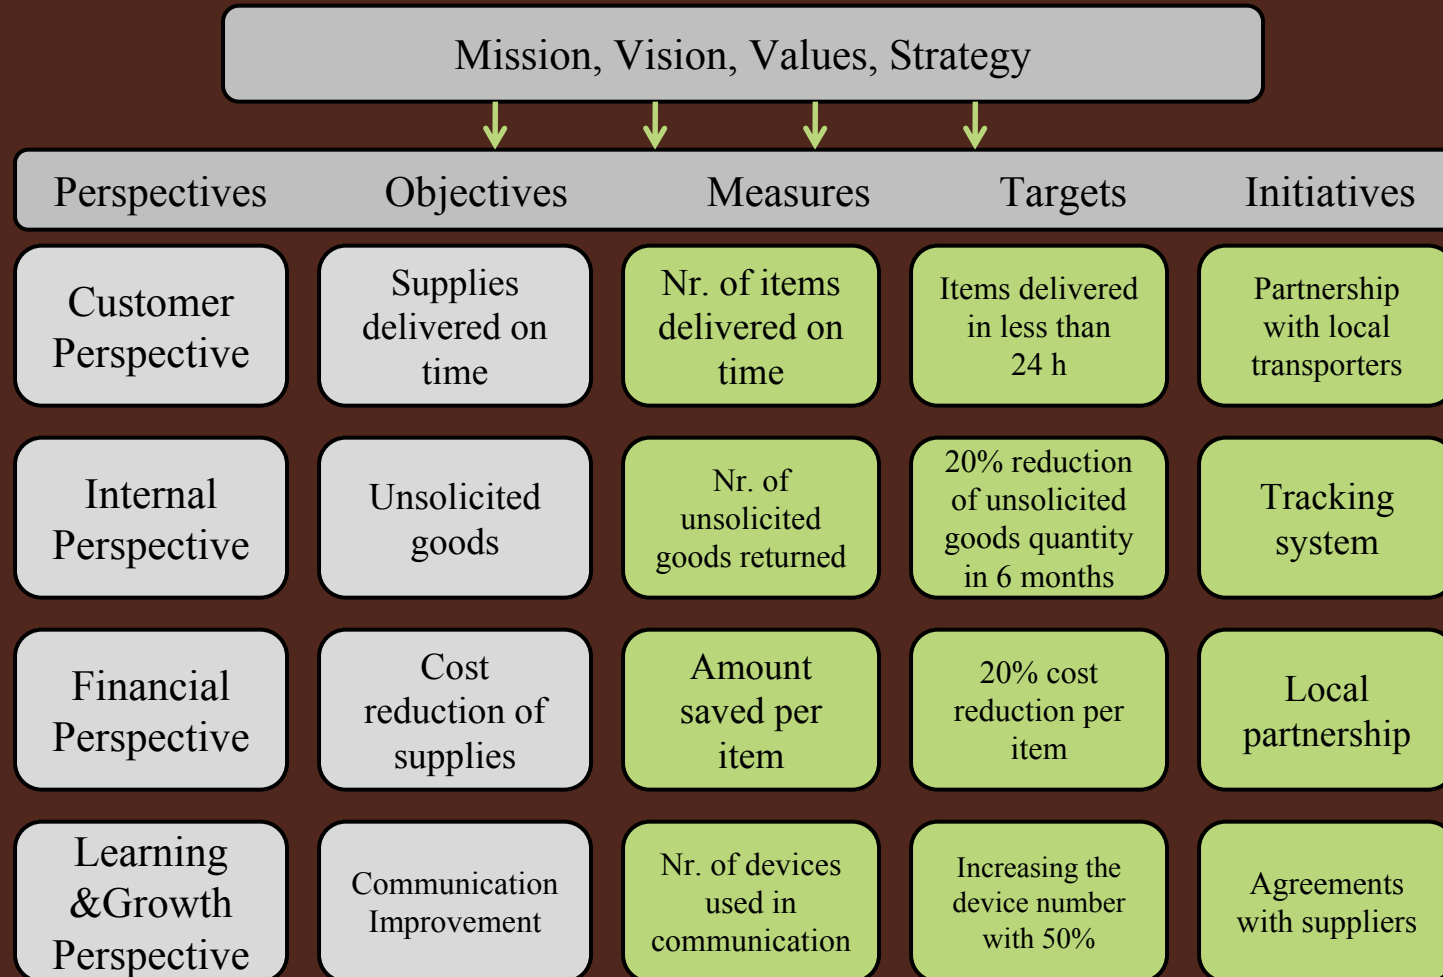 Mission, Vision, Values, Strategy
Perspectives Objectives Measures Targets Initiatives
Customer
Perspective
Supplies
delivered on
time
Nr. of items
delivered on
time
Items delivered
in less than
24 h
Partnership
with local
transporters
Internal
Perspective
Unsolicited
goods
Nr. of
unsolicited
goods returned
20% reduction
of unsolicited
goods quantity
in 6 months
Tracking
system
Financial
Perspective
Cost
reduction of
supplies
Amount
saved per
item
20% cost
reduction per
item
Local
partnership
Learning
&Growth
Perspective
Communication
Improvement
Nr. of devices
used in
communication
Increasing the
device number
with 50%
Agreements
with suppliers